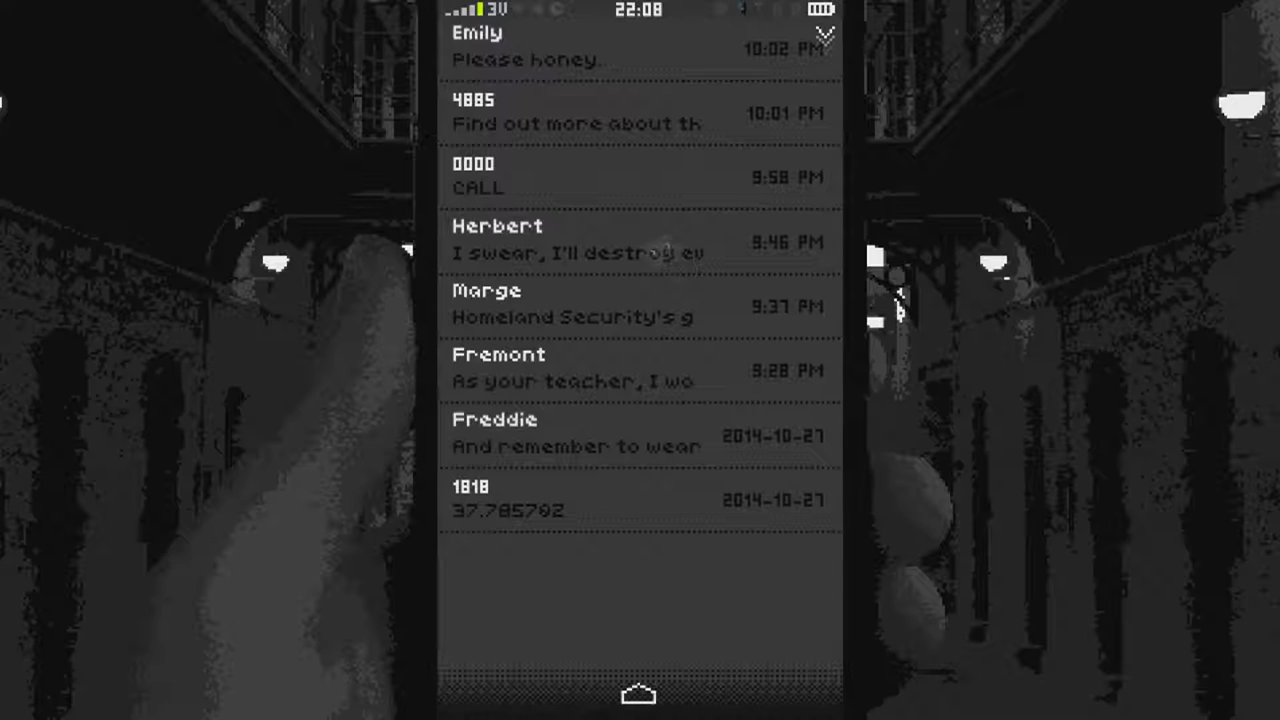 3V 22:08
Emily
Please honey. 10:02 PM
4885
Find out more about th 10:01 PM
0000
CALL 9:58 PM
Herbert
I swear, I'll destroy ev 9:46 PM
Marge
Homeland Security's g 9:37 PM
Fremont
As your teacher, I wo 9:28 PM
Freddie
And remember to wear 2014-10-27
1818
37.785702 2014-10-27